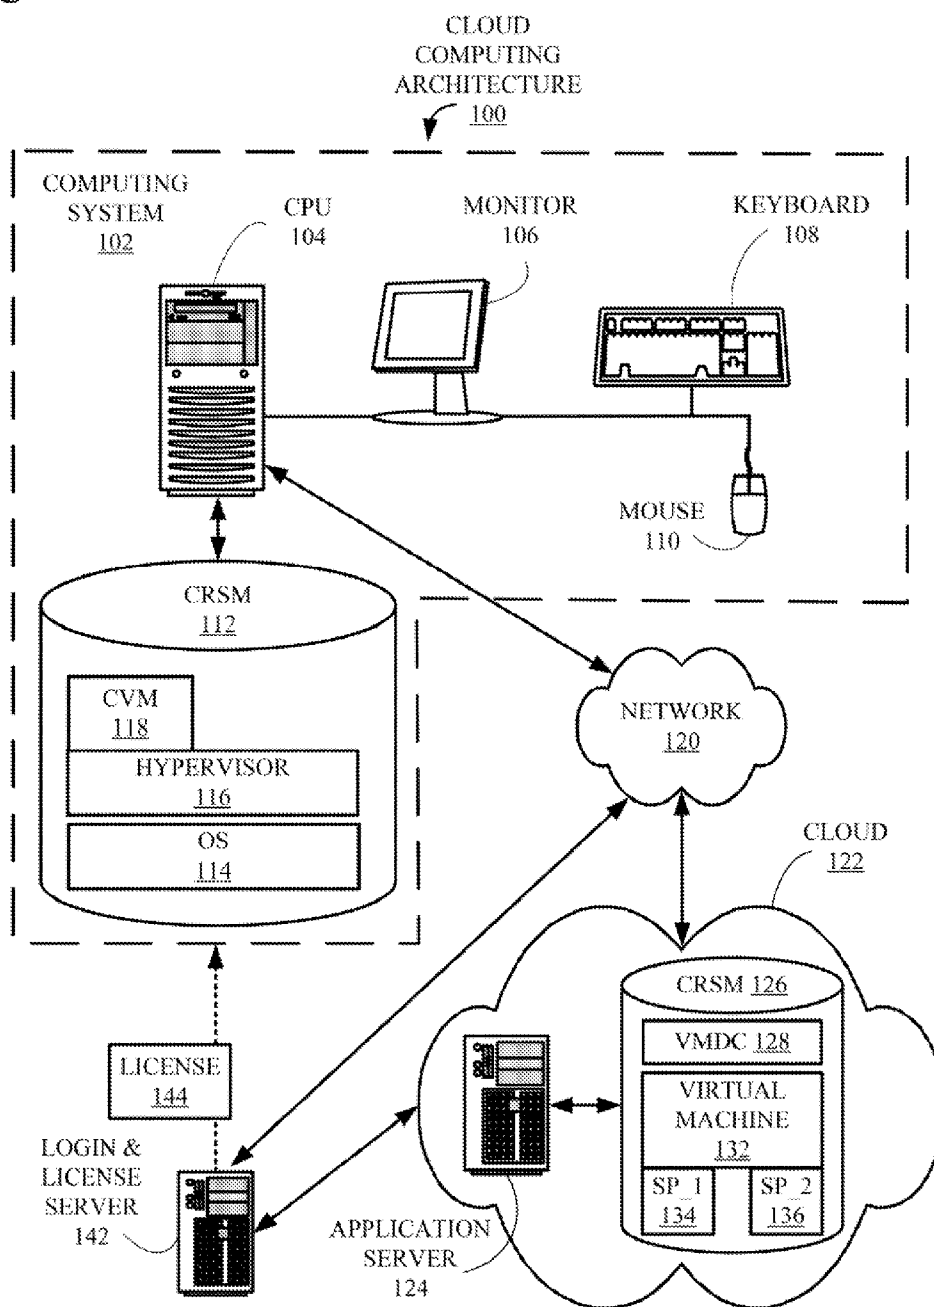 CLOUD
COMPUTING
ARCHITECTURE
100
COMPUTING
SYSTEM
102
CPU
104
MONITOR
106
KEYBOARD
108
MOUSE
110
CRSM
112
CVM
118
HYPERVISOR
116
OS
114
NETWORK
120
CLOUD
122
CRSM 126
VMDC 128
VIRTUAL
MACHINE
132
SP_1
134
SP_2
136
LICENSE
144
LOGIN &
LICENSE
SERVER
142
APPLICATION
SERVER
124